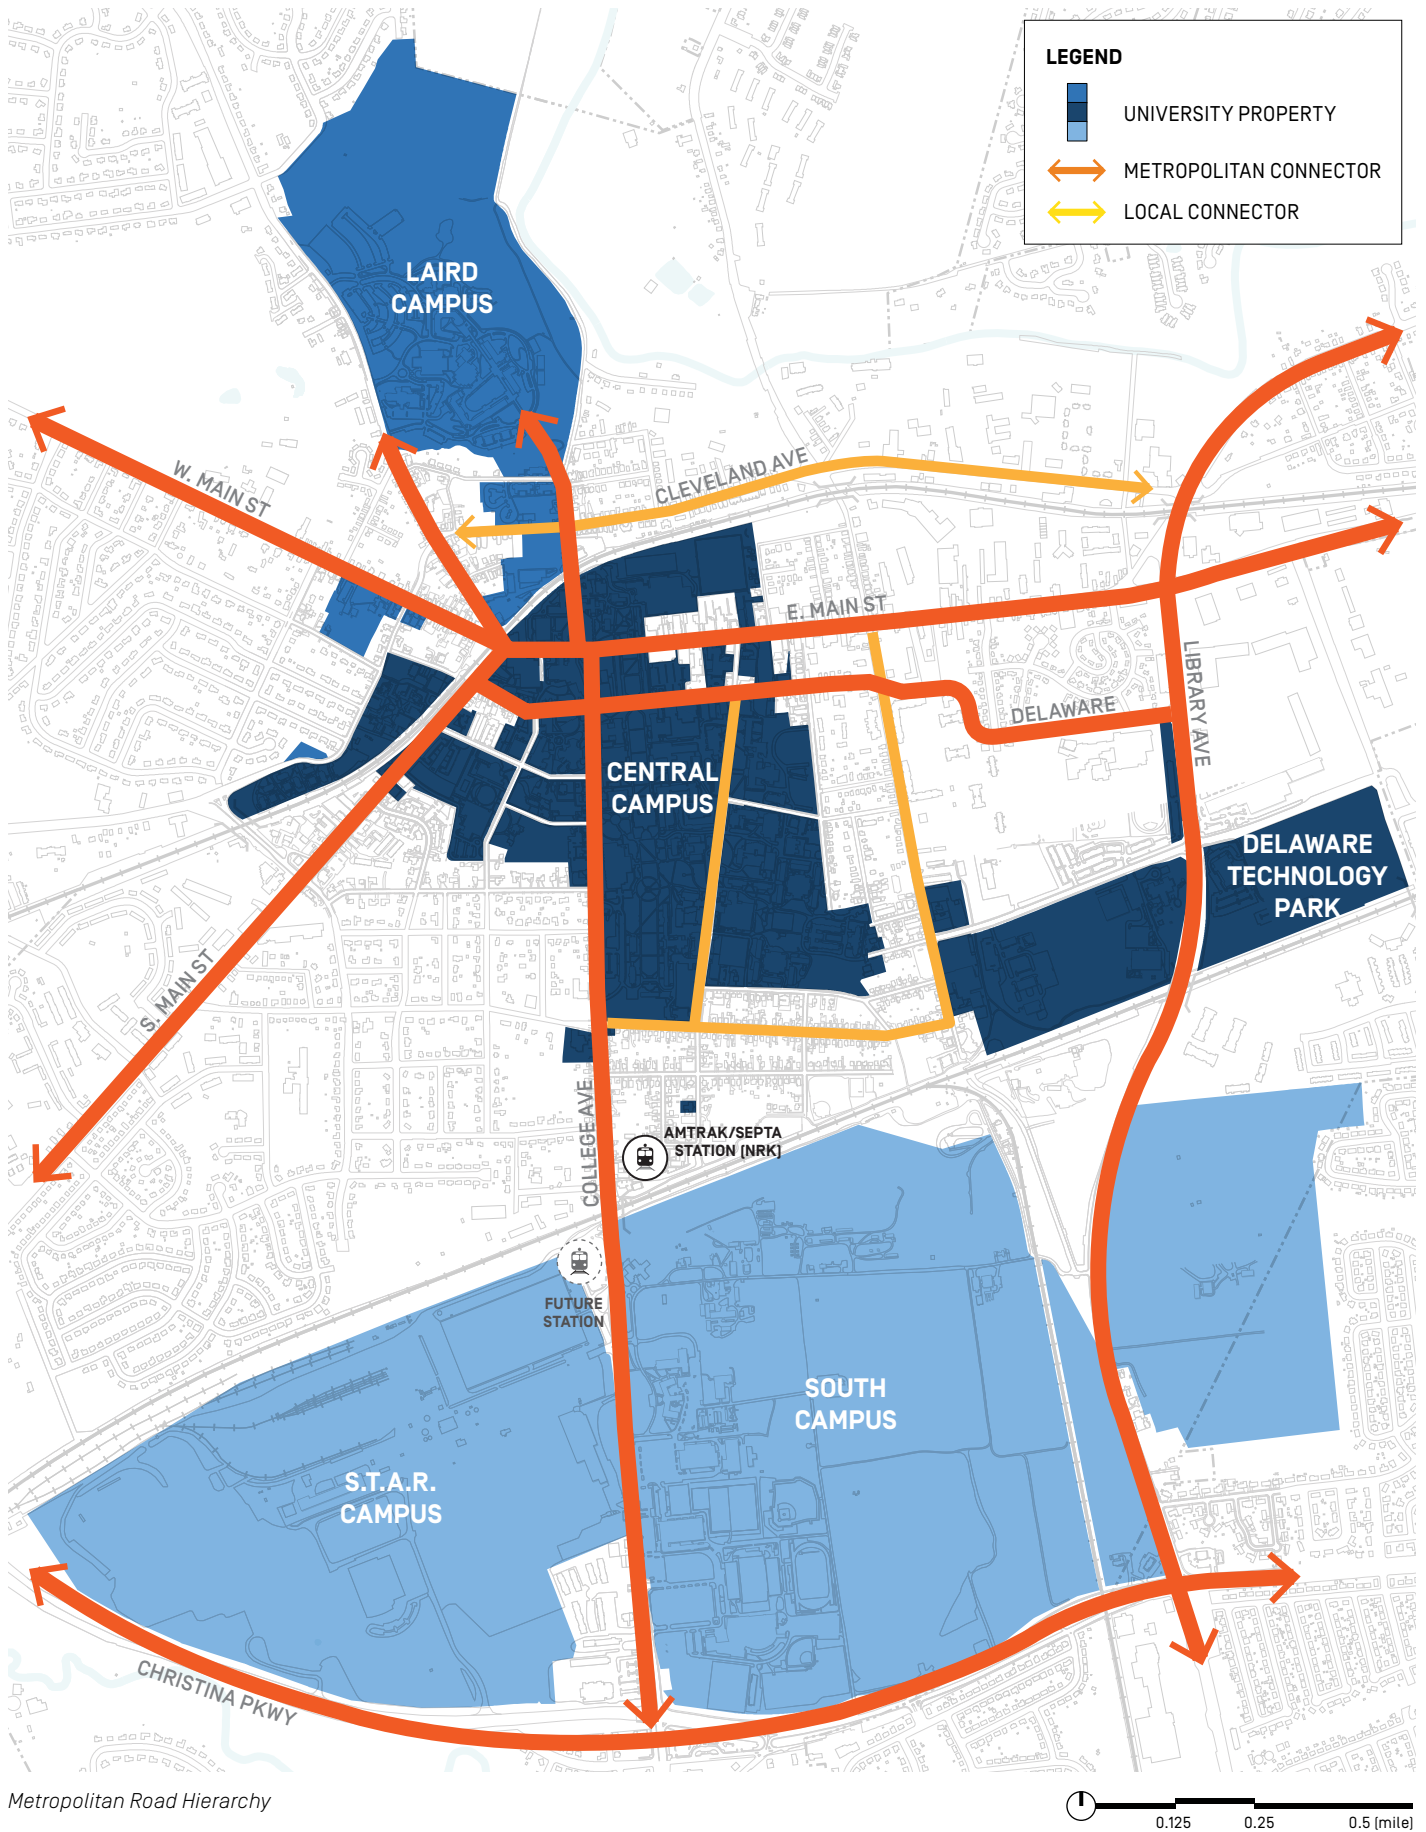 LEGEND
UNIVERSITY PROPERTY
METROPOLITAN CONNECTOR
LOCAL CONNECTOR
LAIRD
CAMPUS
W. MAIN ST
CLEVELAND AVE
E. MAIN ST
LIBRARY AVE
DELAWARE
CENTRAL
CAMPUS
DELAWARE
TECHNOLOGY
PARK
S. MAIN ST
COLLEGE AVE
AMTRAK/SEPTA
STATION (NRK)
FUTURE
STATION
SOUTH
CAMPUS
S.T.A.R.
CAMPUS
CHRISTINA PKWY
Metropolitan Road Hierarchy
0.125 0.25 0.5 (mile)